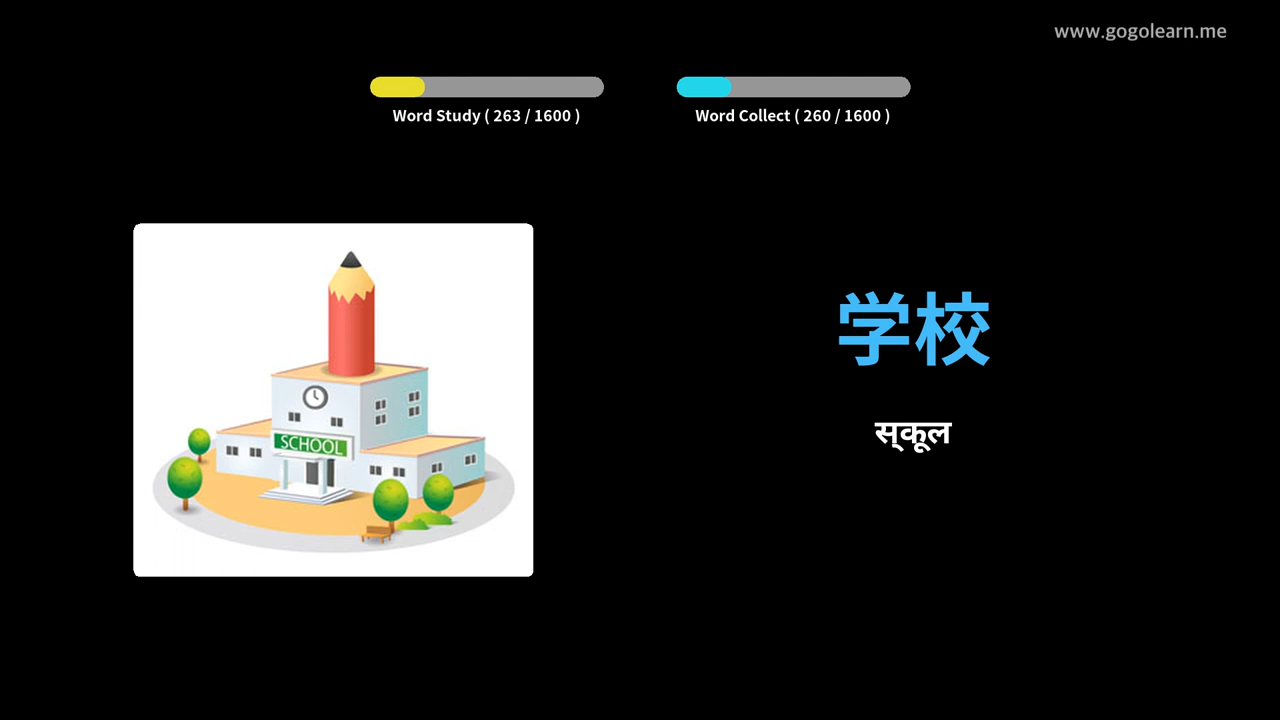 www.gogolearn.me
Word Study ( 263 / 1600 )
Word Collect ( 260 / 1600 )
SCHOOL
学校
स्कूल